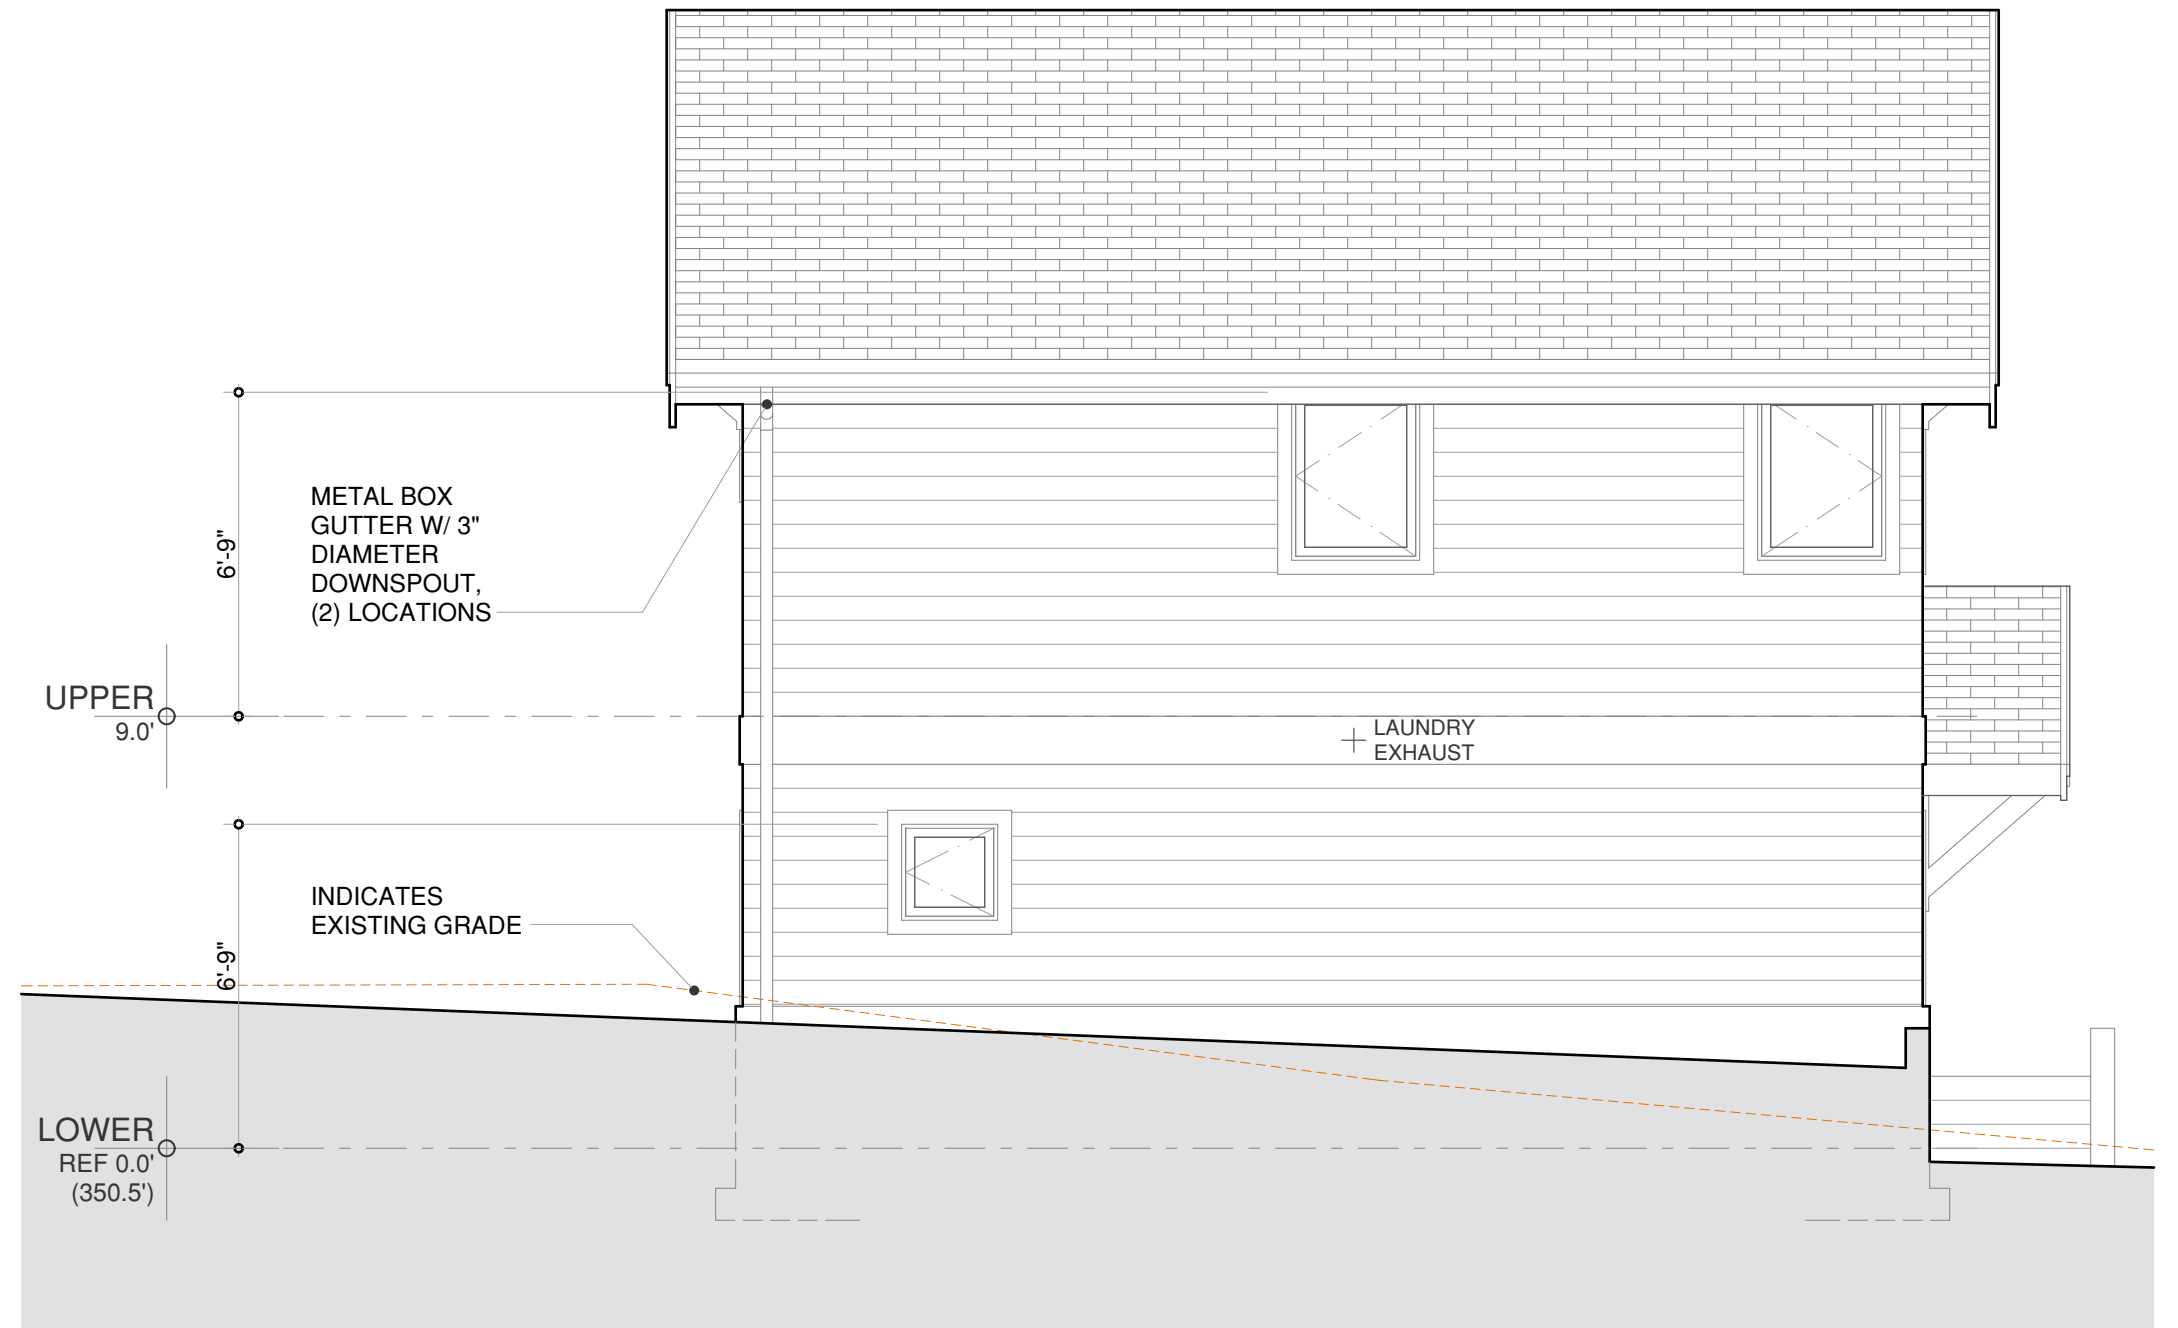 METAL BOX
GUTTER W/ 3"
DIAMETER
DOWNSPOUT,
(2) LOCATIONS
6'-9"
UPPER
9.0'
LAUNDRY
EXHAUST
INDICATES
EXISTING GRADE
6'-9"
LOWER
REF 0.0'
(350.5')